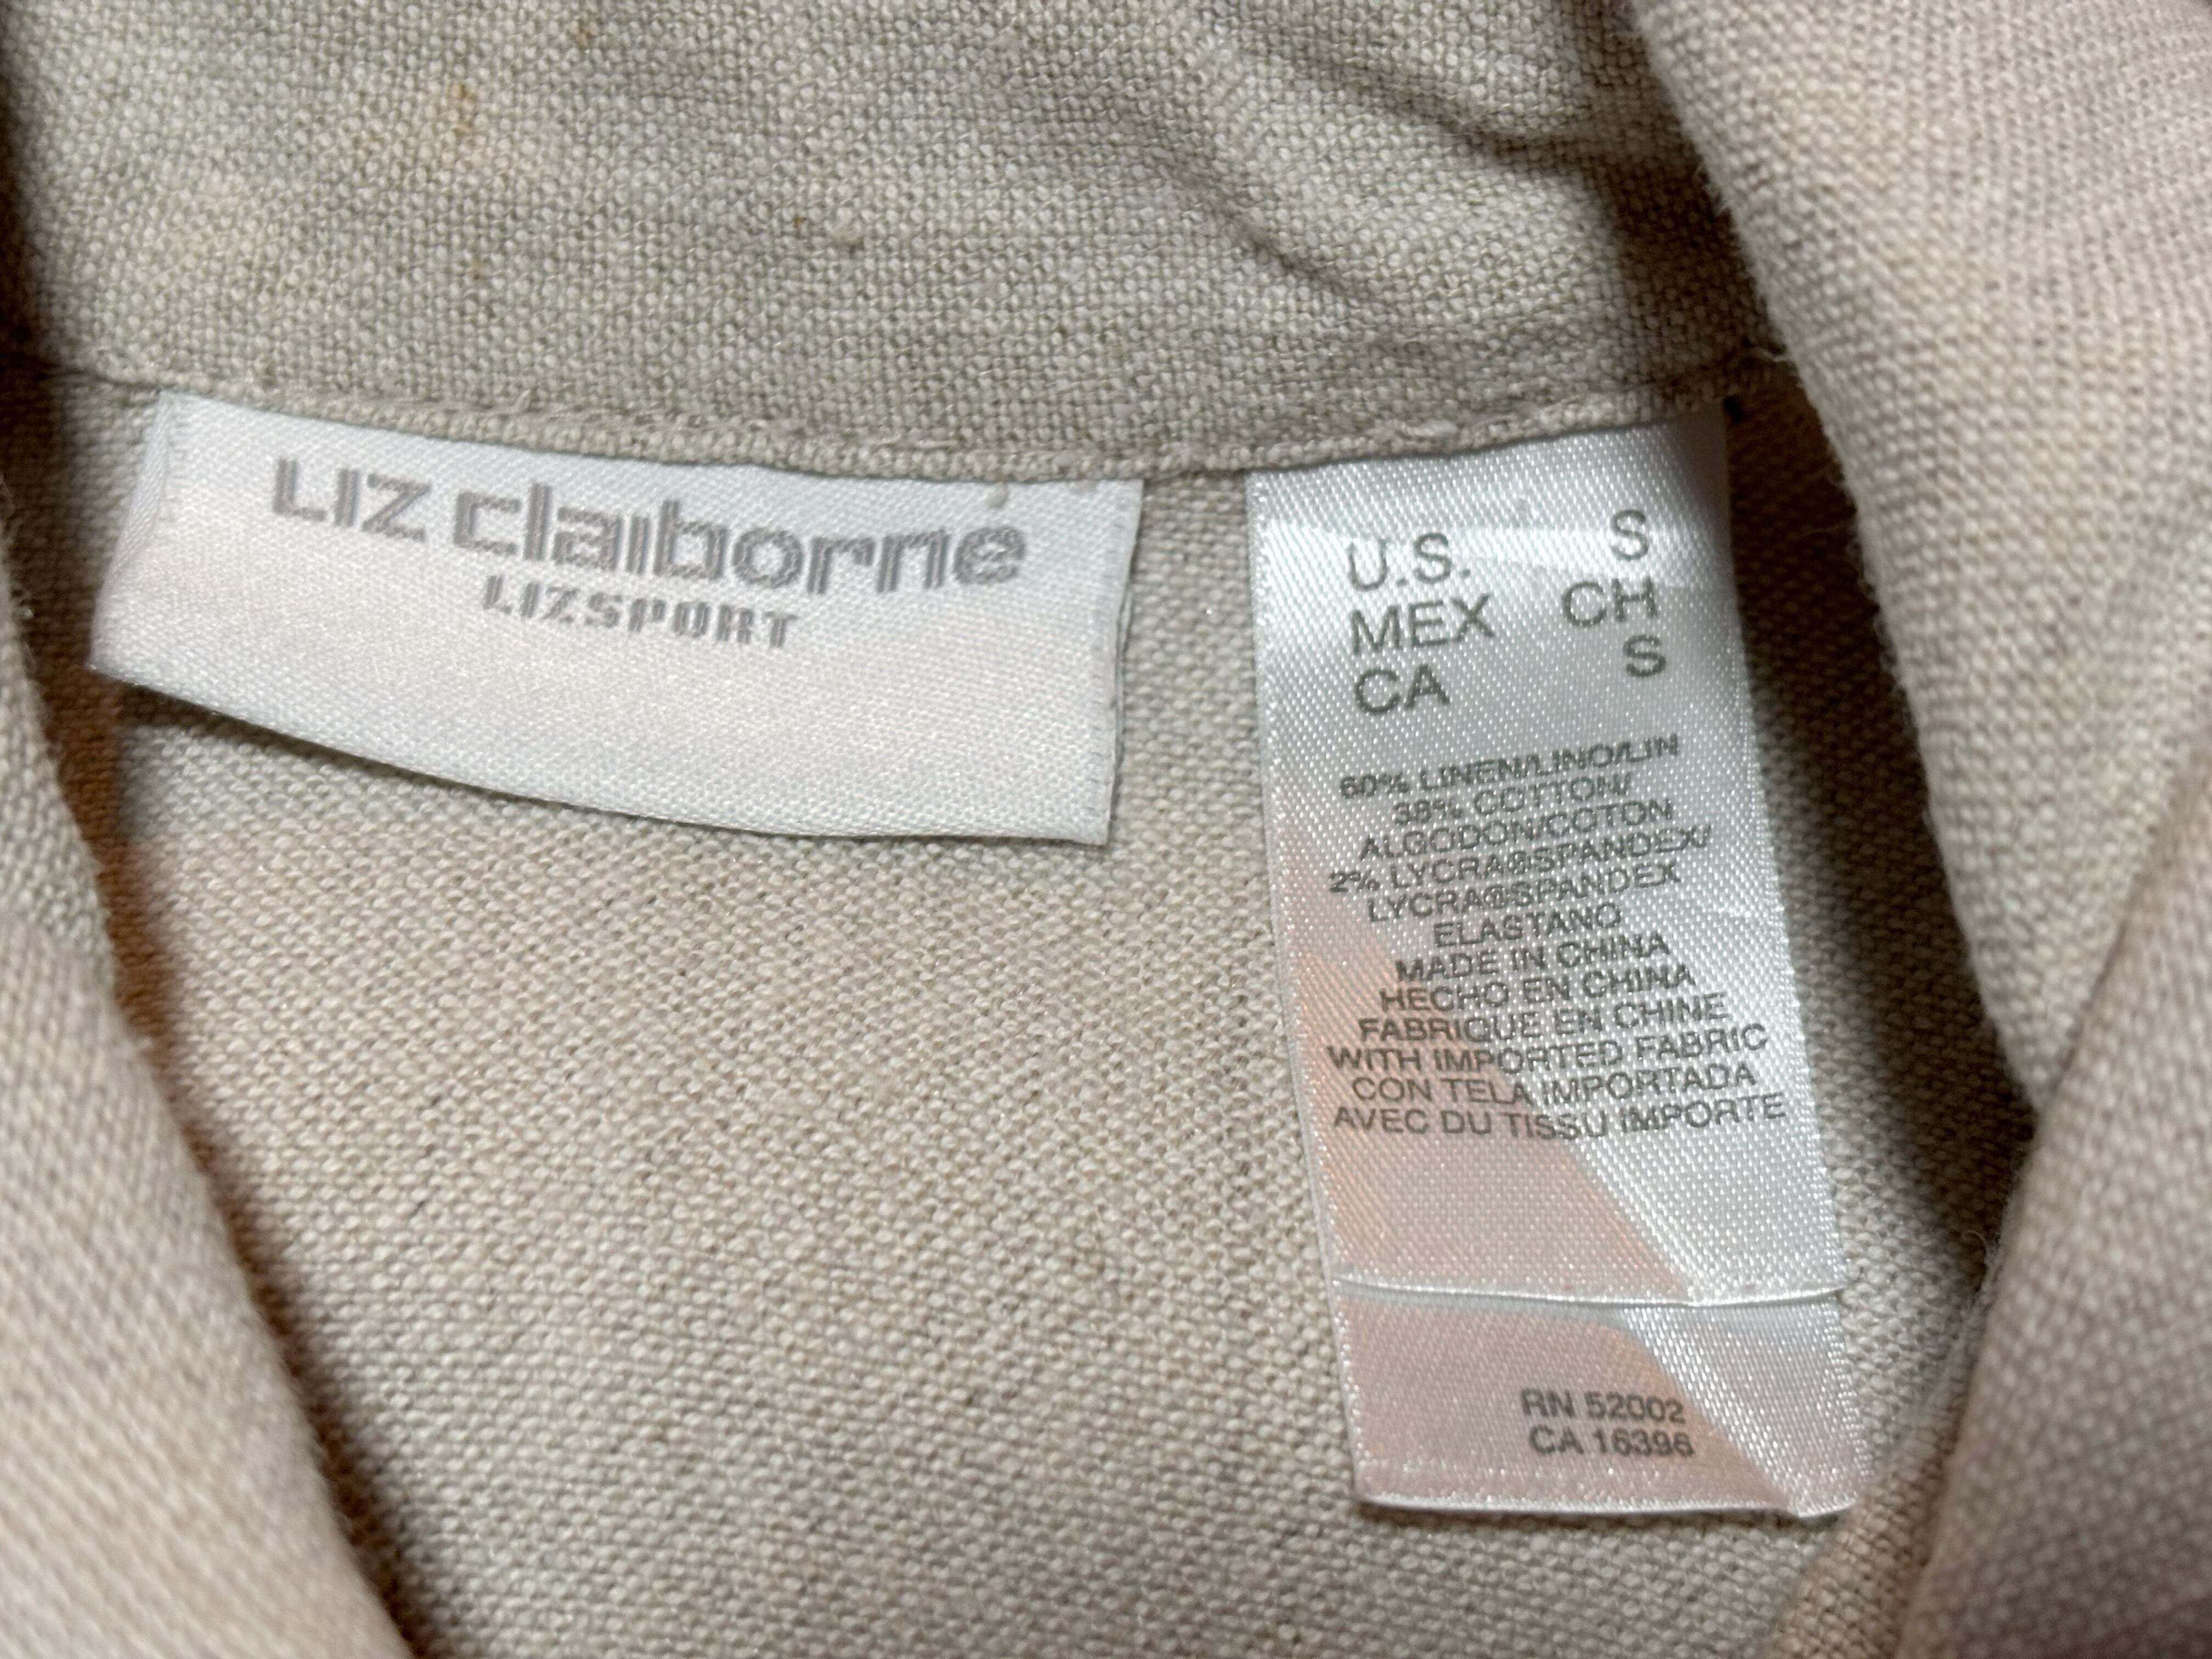 LIZ claiborne
LIZSPORT
U.S. S
MEX CH
CA S
60% LINEN/LINO/LIN
38% COTTON/
ALGODON/COTON
2% LYCRA®SPANDEX/
LYCRA®SPANDEX
ELASTANO
MADE IN CHINA
HECHO EN CHINA
FABRIQUE EN CHINE
WITH IMPORTED FABRIC
CON TELA IMPORTADA
AVEC DU TISSU IMPORTE
RN 52002
CA 16396